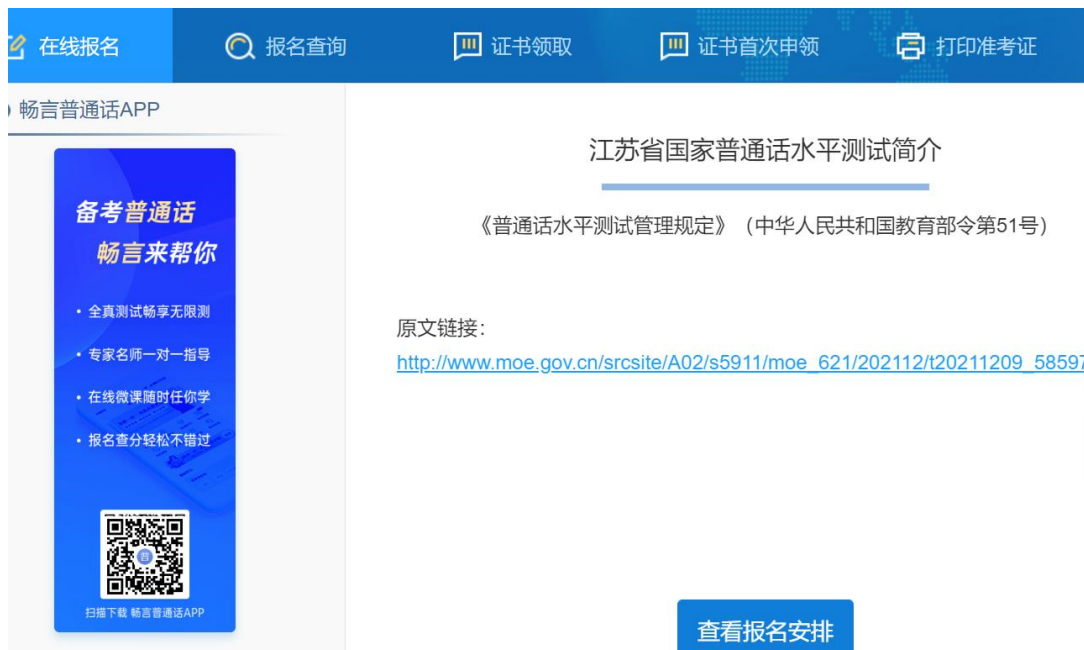 在线报名
报名查询
证书领取
证书首次申领
打印准考证
畅言普通话APP
备考普通话
畅言来帮你
• 全真测试畅享无限测
• 专家名师一对一指导
• 在线微课随时任你学
• 报名查分轻松不错过
普
扫描下载 畅言普通话APP
江苏省国家普通话水平测试简介
《普通话水平测试管理规定》（中华人民共和国教育部令第51号）
原文链接：
http://www.moe.gov.cn/srcsite/A02/s5911/moe_621/202112/t20211209_58597
查看报名安排